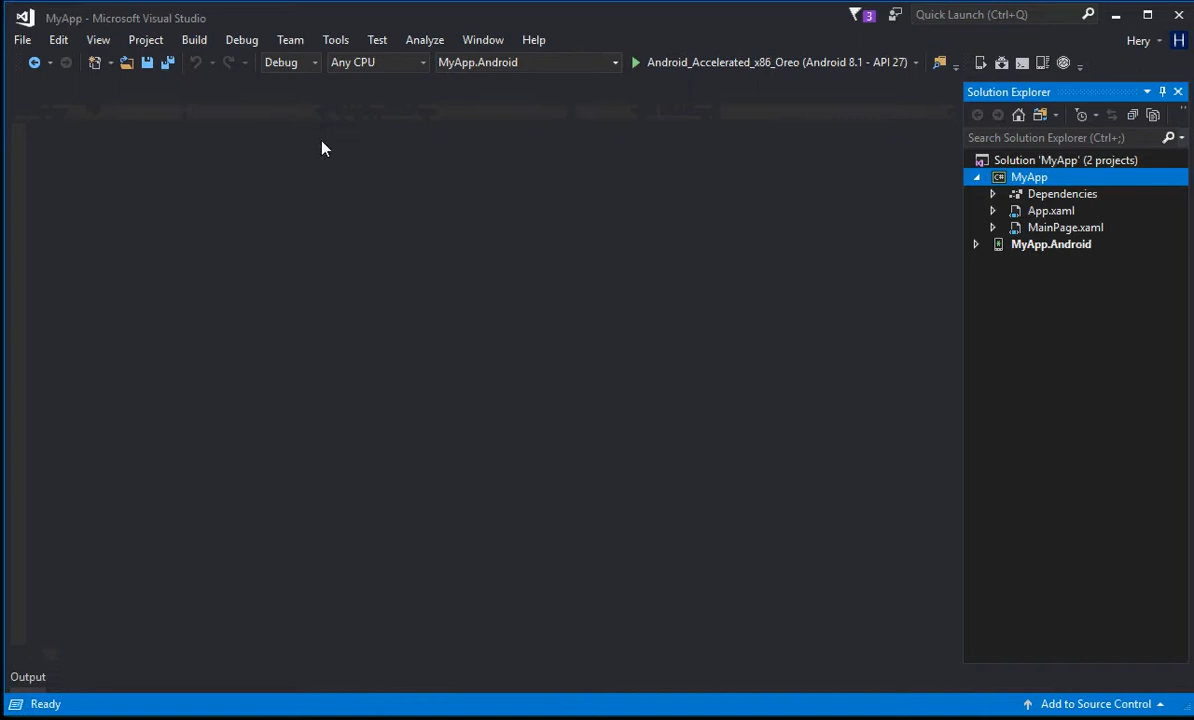 MyApp - Microsoft Visual Studio
3
Quick Launch (Ctrl+Q)
File Edit View Project Build Debug Team Tools Test Analyze Window Help
Hery H
Debug Any CPU MyApp.Android Android_Accelerated_x86_Oreo (Android 8.1 - API 27)
Solution Explorer
Search Solution Explorer (Ctrl+;)
Solution 'MyApp' (2 projects)
C# MyApp
Dependencies
App.xaml
MainPage.xaml
MyApp.Android
Output
Ready
Add to Source Control